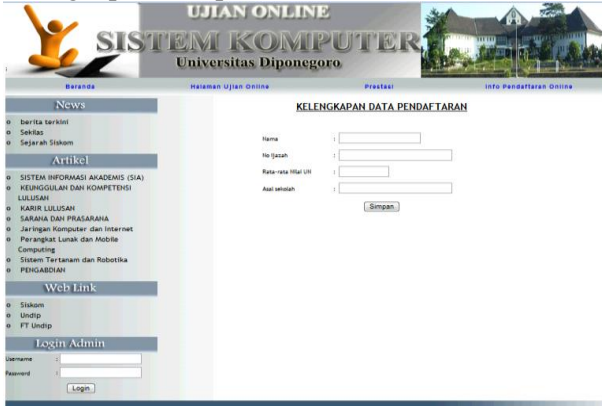 UJIAN ONLINE
SISTEM KOMPUTER
Universitas Diponegoro
Beranda
Halaman Ujian Online
Prestasi
Info Pendaftaran Online
News
berita terkini
Sekilas
Sejarah Siskom
Artikel
SISTEM INFORMASI AKADEMIS (SIA)
KEUNGGULAN DAN KOMPETENSI
LULUSAN
KARIR LULUSAN
SARANA DAN PRASARANA
Jaringan Komputer dan Internet
Perangkat Lunak dan Mobile
Computing
Sistem Tertanam dan Robotika
PENGABDIAN
Web Link
Siskom
Undip
FT Undip
Login Admin
Username :
Password :
Login
KELENGKAPAN DATA PENDAFTARAN
Nama :
No Ijazah :
Rata-rata Nilai UN :
Asal sekolah :
Simpan